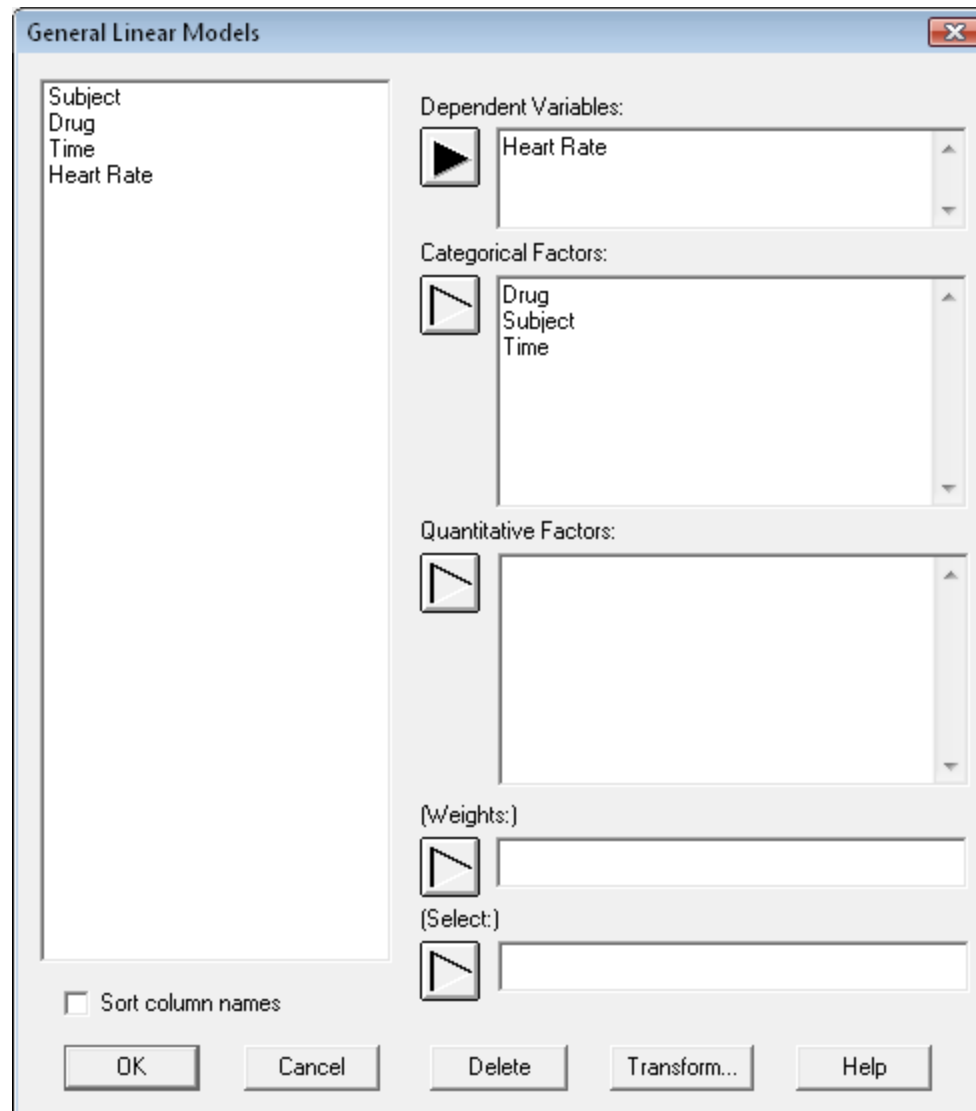 General Linear Models
Subject
Drug
Time
Heart Rate
Dependent Variables:
Heart Rate
Categorical Factors:
Drug
Subject
Time
Quantitative Factors:
(Weights:)
(Select:)
Sort column names
OK
Cancel
Delete
Transform...
Help